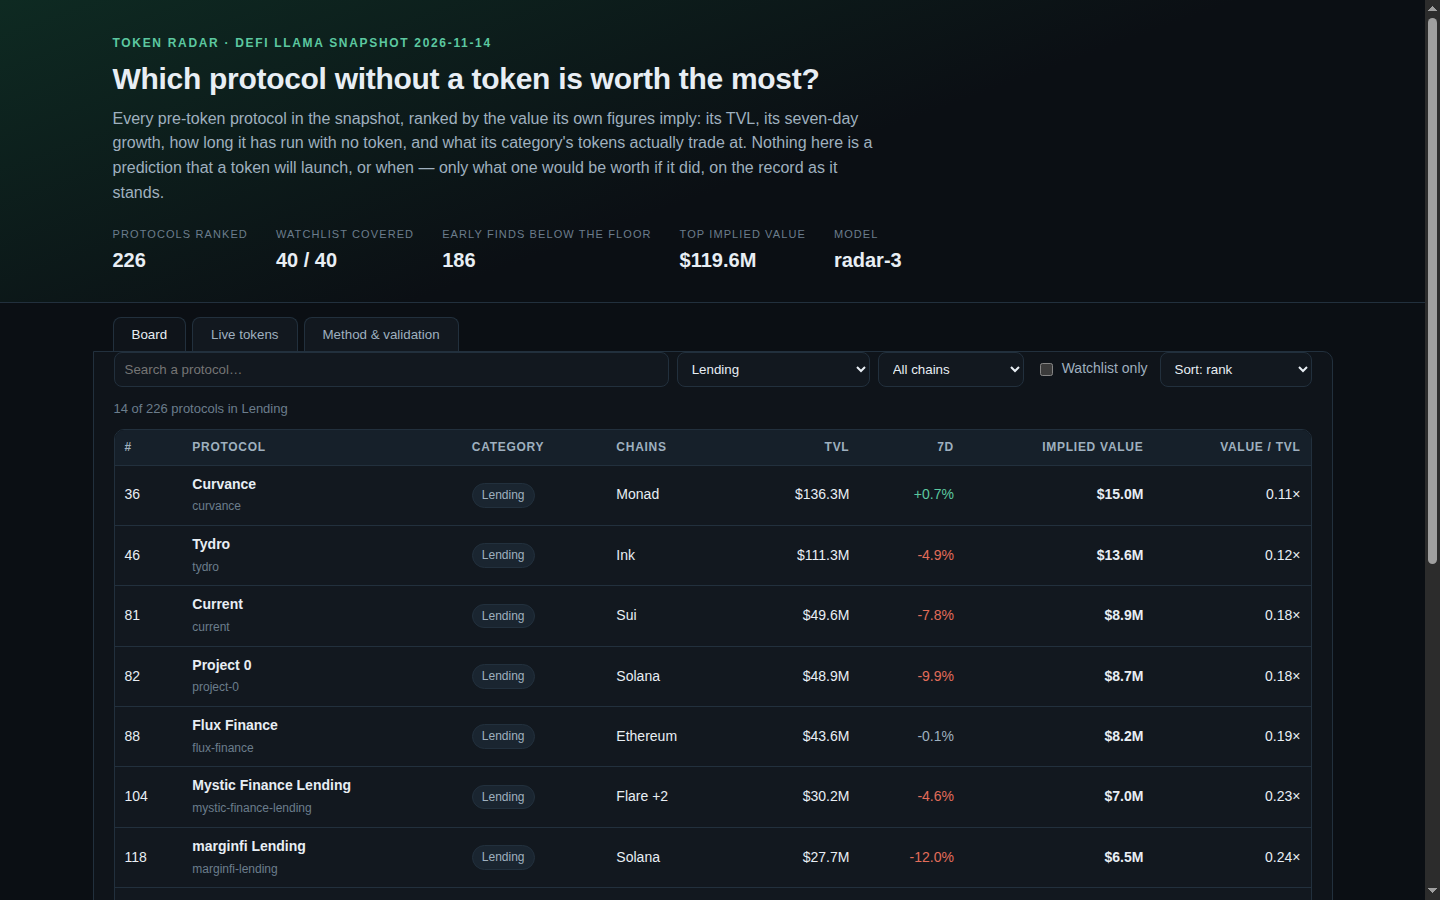 TOKEN RADAR · DEFI LLAMA SNAPSHOT 2026-11-14
Which protocol without a token is worth the most?
Every pre-token protocol in the snapshot, ranked by the value its own figures imply: its TVL, its seven-day
growth, how long it has run with no token, and what its category's tokens actually trade at. Nothing here is a
prediction that a token will launch, or when — only what one would be worth if it did, on the record as it
stands.
PROTOCOLS RANKED WATCHLIST COVERED EARLY FINDS BELOW THE FLOOR TOP IMPLIED VALUE MODEL
226 40 / 40 186 $119.6M radar-3
Board Live tokens Method & validation
Search a protocol… Lending All chains Watchlist only Sort: rank
14 of 226 protocols in Lending
# PROTOCOL CATEGORY CHAINS TVL 7D IMPLIED VALUE VALUE / TVL
36 Curvance Lending Monad $136.3M +0.7% $15.0M 0.11×
curvance
46 Tydro Lending Ink $111.3M -4.9% $13.6M 0.12×
tydro
81 Current Lending Sui $49.6M -7.8% $8.9M 0.18×
current
82 Project 0 Lending Solana $48.9M -9.9% $8.7M 0.18×
project-0
88 Flux Finance Lending Ethereum $43.6M -0.1% $8.2M 0.19×
flux-finance
104 Mystic Finance Lending Lending Flare +2 $30.2M -4.6% $7.0M 0.23×
mystic-finance-lending
118 marginfi Lending Lending Solana $27.7M -12.0% $6.5M 0.24×
marginfi-lending